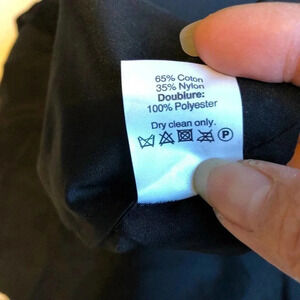 65% Coton
35% Nylon
Doublure:
100% Polyester
Dry clean only.
P